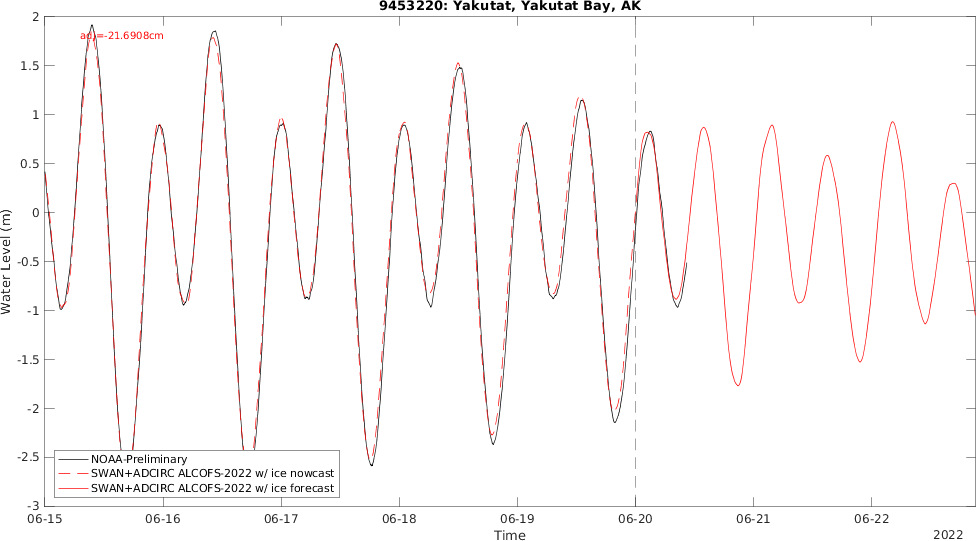 9453220: Yakutat, Yakutat Bay, AK
adj=-21.6908cm
2
1.5
1
0.5
0
-0.5
-1
-1.5
-2
-2.5
-3
Water Level (m)
NOAA-Preliminary
SWAN+ADCIRC ALCOFS-2022 w/ ice nowcast
SWAN+ADCIRC ALCOFS-2022 w/ ice forecast
06-15 06-16 06-17 06-18 06-19 06-20 06-21 06-22
Time
2022